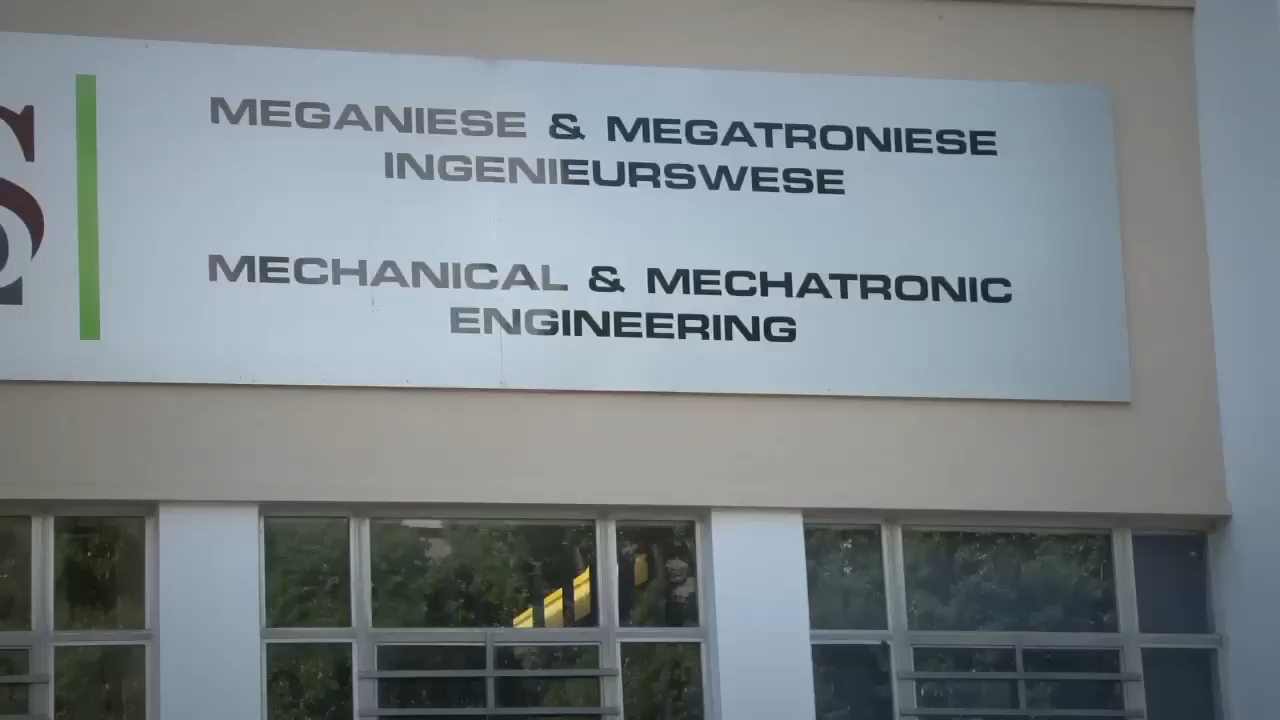 MEGANIESE & MEGATRONIESE
INGENIEURSWESE
MECHANICAL & MECHATRONIC
ENGINEERING